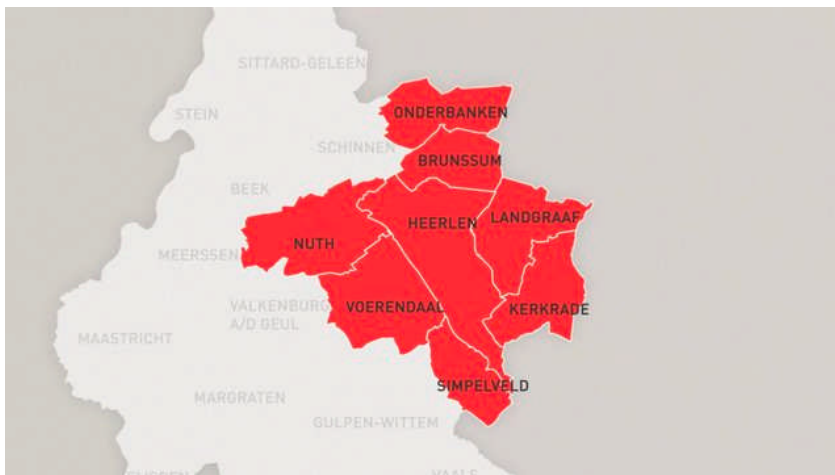 SITTARD-GELEEN
ONDERBANKEN
STEIN
SCHINNEN
BRUNSSUM
BEEK
LANDGRAAF
HEERLEN
NUTH
MEERSSEN
VALKENBURG
A/D GEUL
VOERENDAAL
KERKRADE
MAASTRICHT
SIMPELVELD
MARGRATEN
GULPEN-WITTEM
VAALS